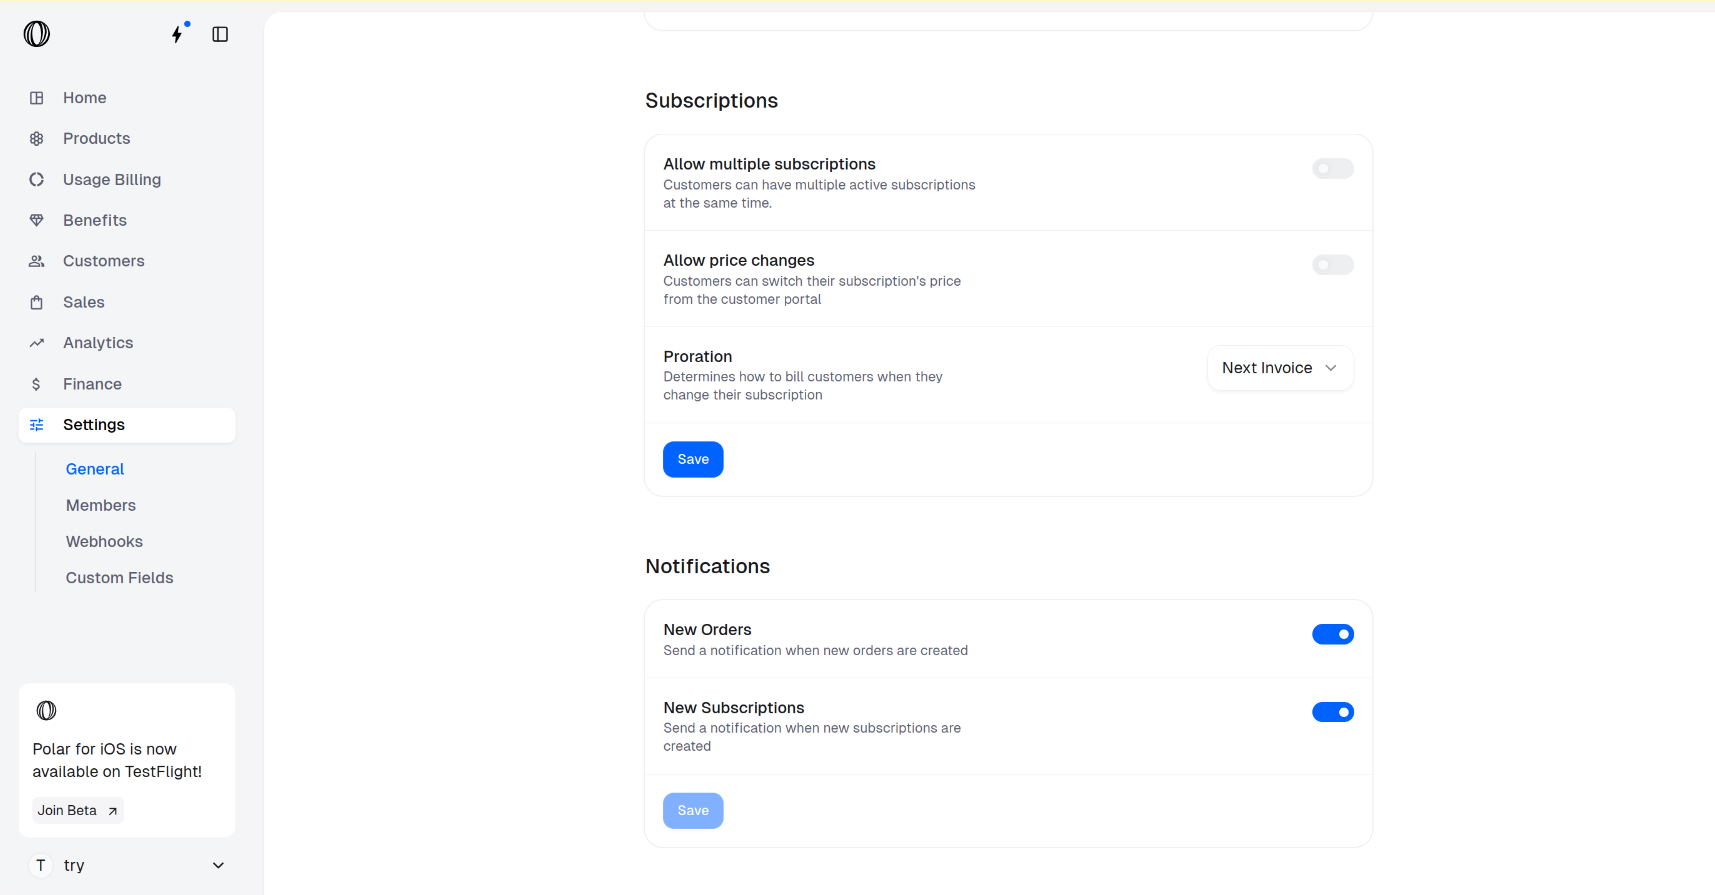 Home
Products
Usage Billing
Benefits
Customers
Sales
Analytics
Finance
Settings
General
Members
Webhooks
Custom Fields
Polar for iOS is now
available on TestFlight!
Join Beta
T try
Subscriptions
Allow multiple subscriptions
Customers can have multiple active subscriptions
at the same time.
Allow price changes
Customers can switch their subscription's price
from the customer portal
Proration
Determines how to bill customers when they
change their subscription
Next Invoice
Save
Notifications
New Orders
Send a notification when new orders are created
New Subscriptions
Send a notification when new subscriptions are
created
Save